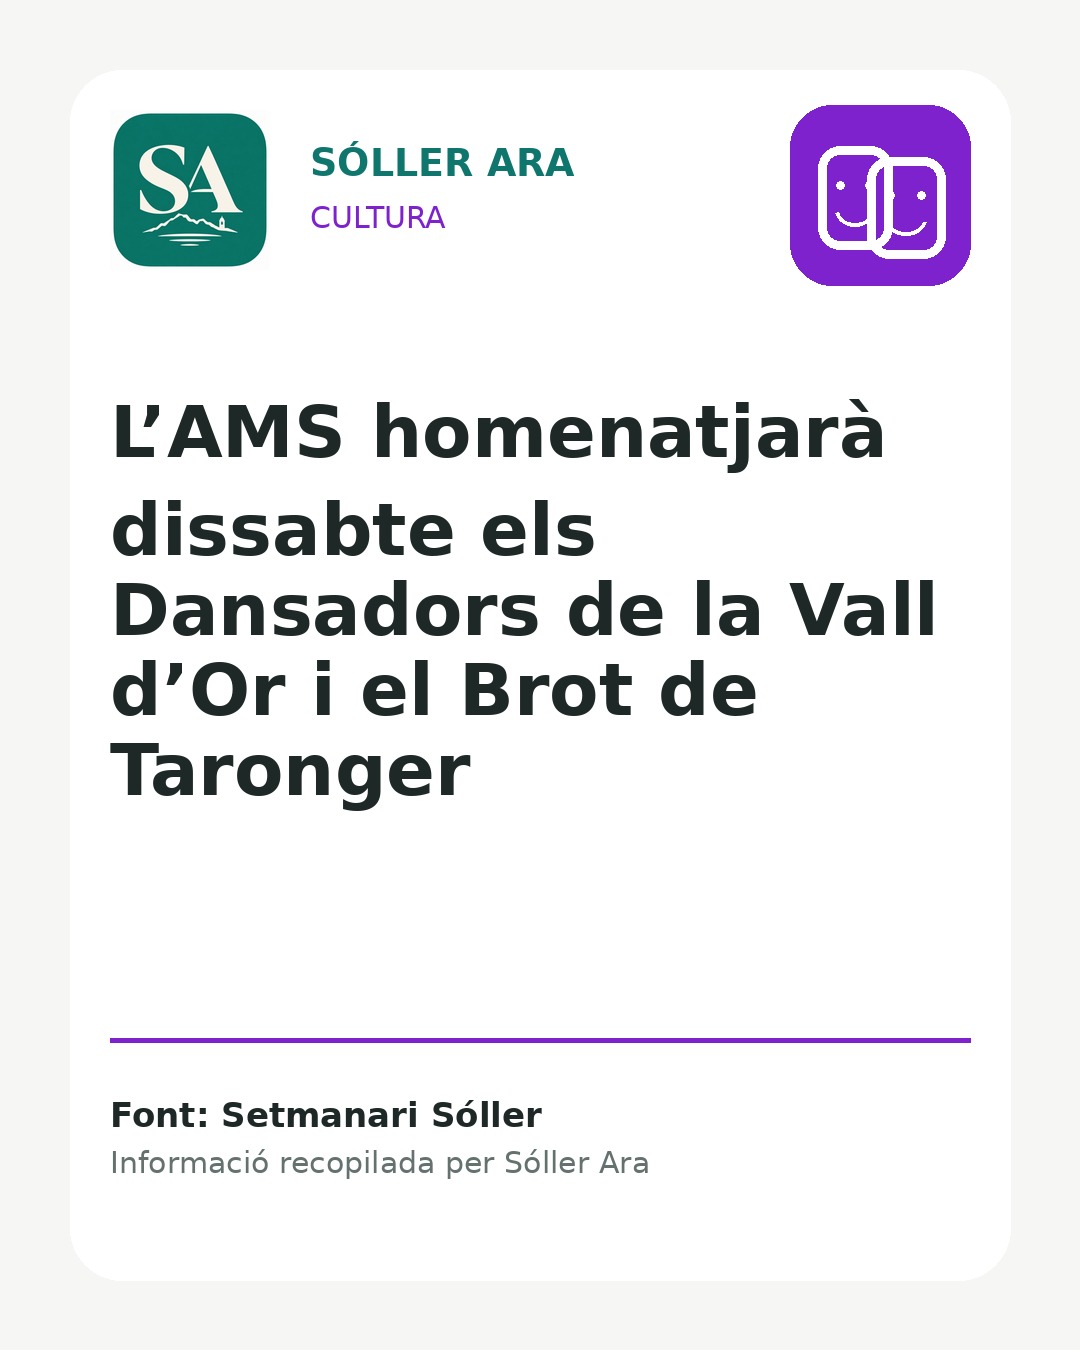 SA
SÓLLER ARA
CULTURA
L’AMS homenatjarà
dissabte els
Dansadors de la Vall
d’Or i el Brot de
Taronger
Font: Setmanari Sóller
Informació recopilada per Sóller Ara